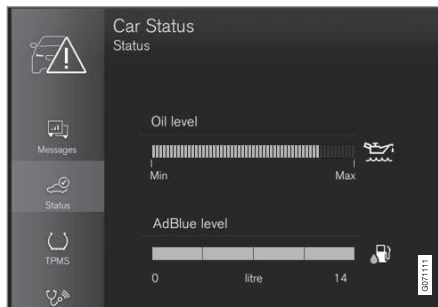 Car Status
Status
Messages
Status
TPMS
Oil level
Min Max
AdBlue level
0 litre 14
G071111